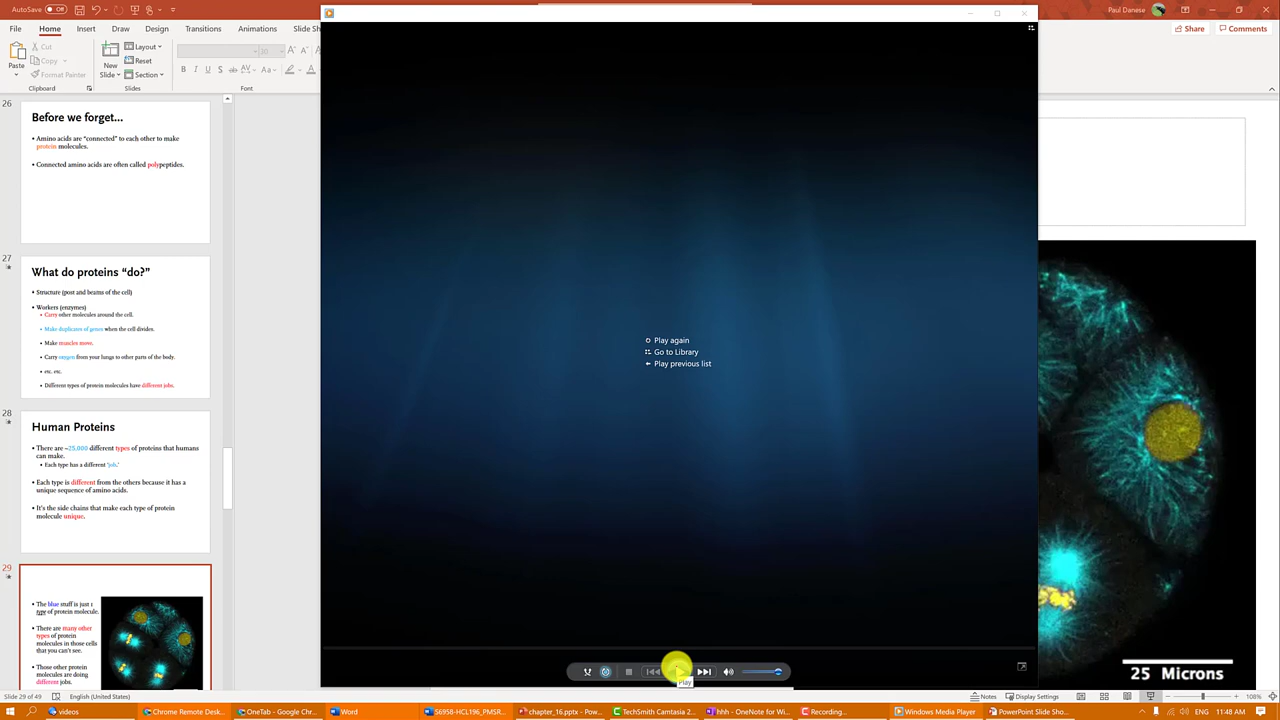 AutoSave Off
Paul Danese
File Home Insert Draw Design Transitions Animations Slide Sh
Share Comments
Paste
Cut
Copy
Format Painter
New
Slide
Layout
Reset
Section
Clipboard Slides Font
26
Before we forget...
• Amino acids are "connected" to each other to make
protein molecules.
• Connected amino acids are often called polypeptides.
27
What do proteins "do?"
• Structure (post and beams of the cell)
• Workers (enzymes)
• Carry other molecules around the cell.
• Make duplicates of genes when the cell divides.
• Make muscles move.
• Carry oxygen from your lungs to other parts of the body.
• etc. etc.
• Different types of protein molecules have different jobs.
28
Human Proteins
• There are ~25,000 different types of proteins that humans
can make.
• Each type has a different "job."
• Each type is different from the others because it has a
unique sequence of amino acids.
• It's the side chains that make each type of protein
molecule unique.
29
• The blue stuff is just 1
type of protein molecule.
• There are many other
types of protein
molecules in those cells
that you can't see.
• Those other protein
molecules are doing
different jobs.
Play again
Go to Library
Play previous list
Play
25 Microns
Slide 29 of 49 English (United States)
Notes Display Settings 108%
videos Chrome Remote Desk... OneTab - Google Chr... Word S6958-HCL196_PMSR... chapter_16.pptx - Pow... TechSmith Camtasia 2... hhh - OneNote for Wi... Recording... Windows Media Player PowerPoint Slide Sho... ENG 11:48 AM